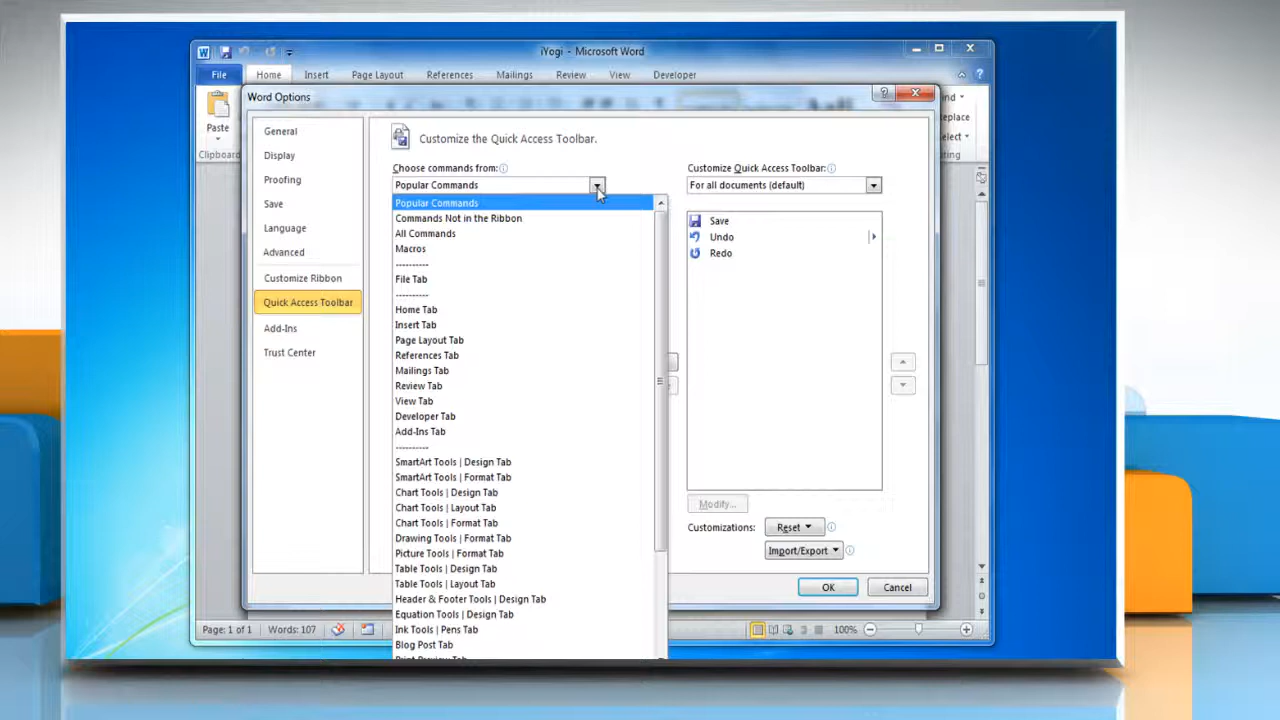 iYogi - Microsoft Word
File Home Insert Page Layout References Mailings Review View Developer
Paste
Clipboard
Word Options
General
Display
Proofing
Save
Language
Advanced
Customize Ribbon
Quick Access Toolbar
Add-Ins
Trust Center
Customize the Quick Access Toolbar.
Choose commands from:
Popular Commands
Popular Commands
Commands Not in the Ribbon
All Commands
Macros
----------
File Tab
----------
Home Tab
Insert Tab
Page Layout Tab
References Tab
Mailings Tab
Review Tab
View Tab
Developer Tab
Add-Ins Tab
----------
SmartArt Tools | Design Tab
SmartArt Tools | Format Tab
Chart Tools | Design Tab
Chart Tools | Layout Tab
Chart Tools | Format Tab
Drawing Tools | Format Tab
Picture Tools | Format Tab
Table Tools | Design Tab
Table Tools | Layout Tab
Header & Footer Tools | Design Tab
Equation Tools | Design Tab
Ink Tools | Pens Tab
Blog Post Tab
Print Preview Tab
Customize Quick Access Toolbar:
For all documents (default)
Save
Undo
Redo
Modify...
Customizations: Reset
Import/Export
OK Cancel
Page: 1 of 1 Words: 107 100%